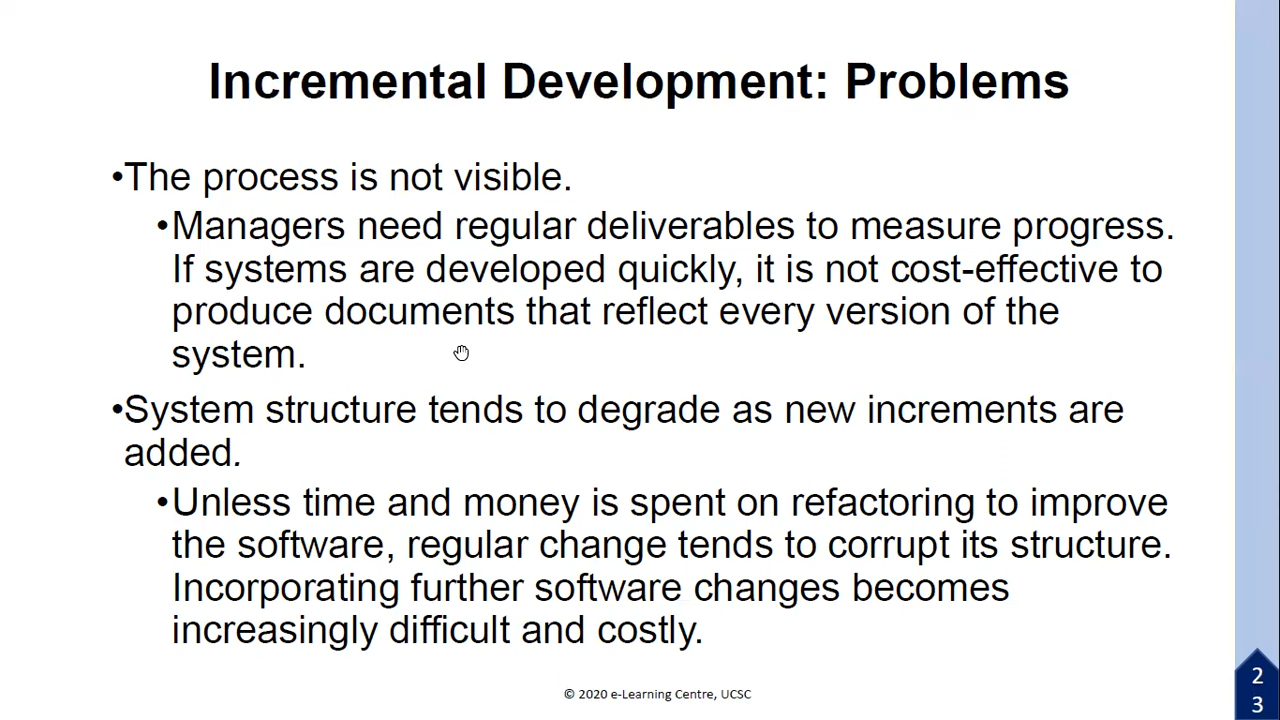 Incremental Development: Problems
•The process is not visible.
•Managers need regular deliverables to measure progress.
If systems are developed quickly, it is not cost-effective to
produce documents that reflect every version of the
system.
•System structure tends to degrade as new increments are
added.
•Unless time and money is spent on refactoring to improve
the software, regular change tends to corrupt its structure.
Incorporating further software changes becomes
increasingly difficult and costly.
© 2020 e-Learning Centre, UCSC
2
3